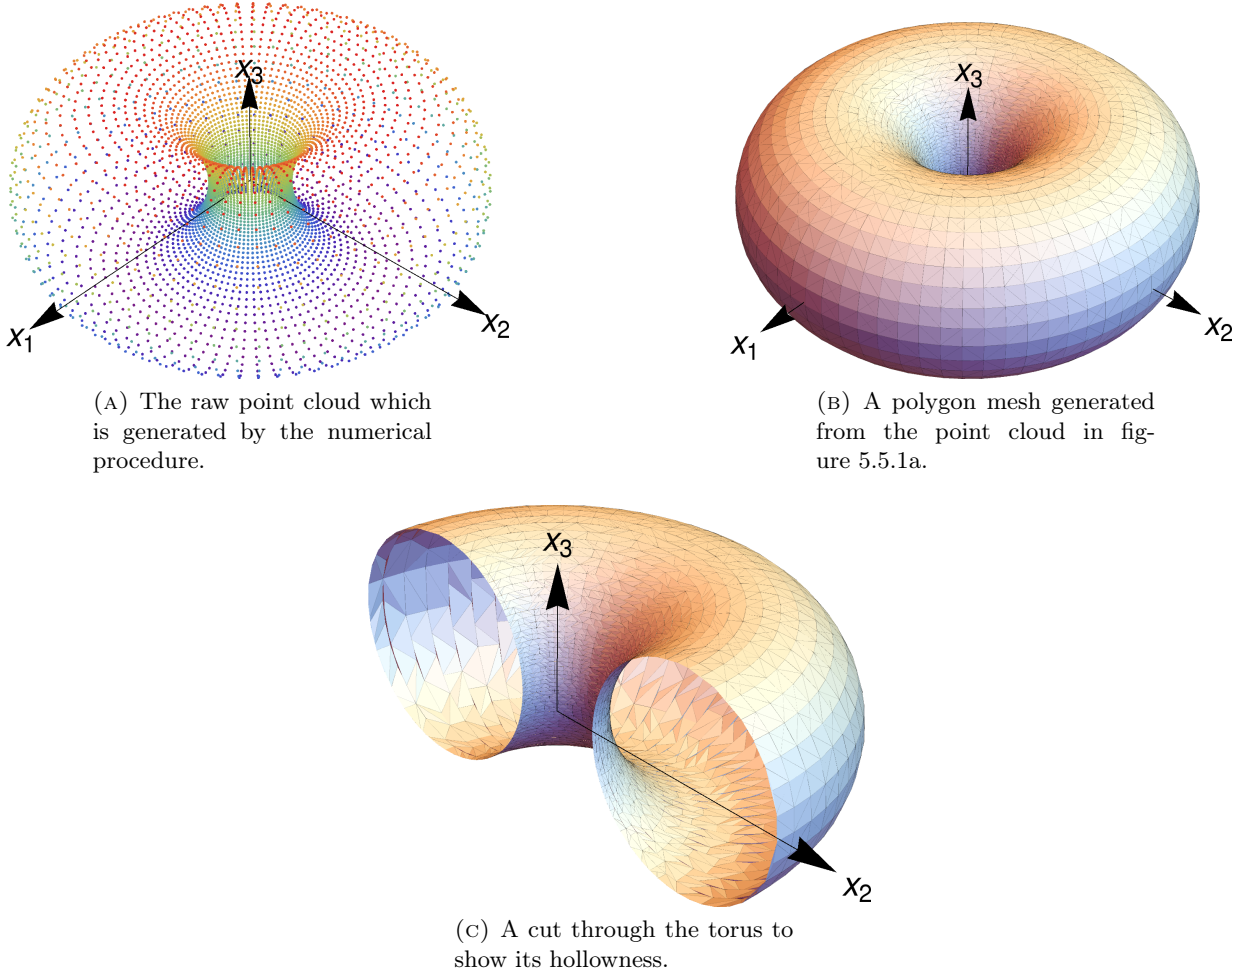 x3
x1
x2
(A) The raw point cloud which
is generated by the numerical
procedure.
x3
x1
x2
(B) A polygon mesh generated
from the point cloud in fig-
ure 5.5.1a.
x3
x2
(C) A cut through the torus to
show its hollowness.